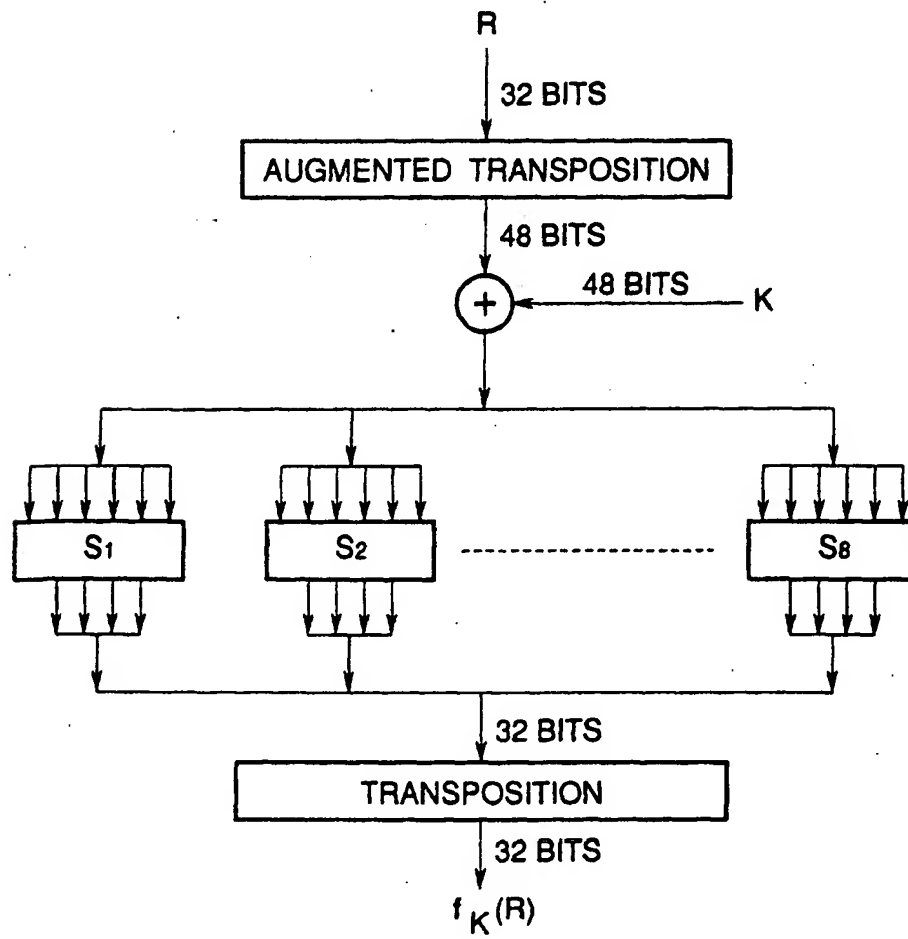 R
32 BITS
AUGMENTED TRANSPOSITION
48 BITS
48 BITS
+
K
S1
S2
S8
32 BITS
TRANSPOSITION
32 BITS
fK(R)